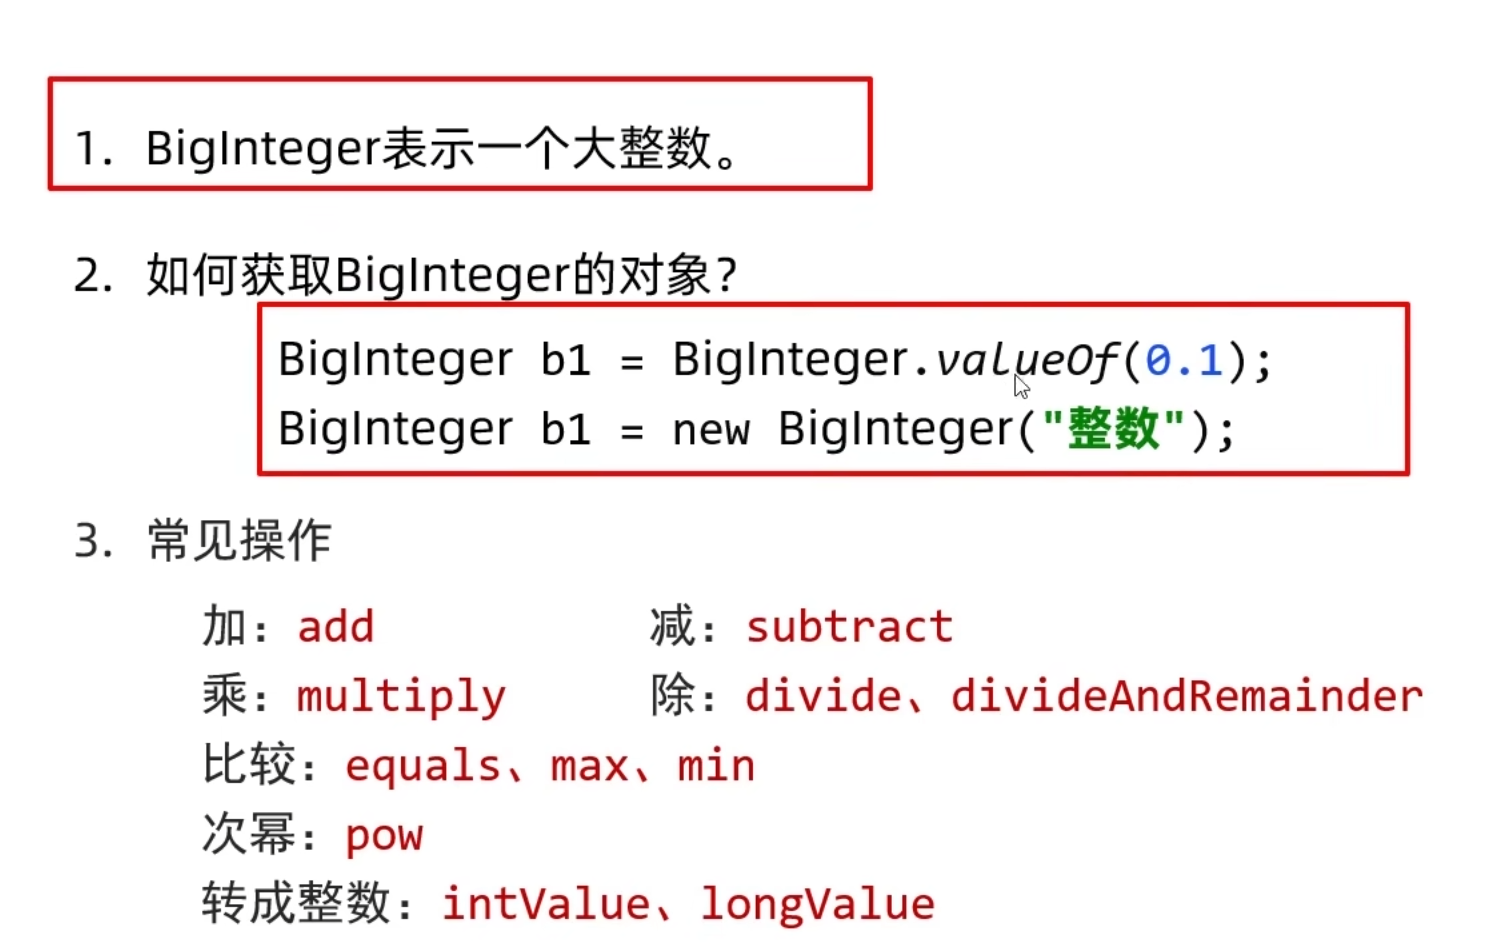 1. BigInteger表示一个大整数。
2. 如何获取BigInteger的对象？
BigInteger b1 = BigInteger.valueOf(0.1);
BigInteger b1 = new BigInteger("整数");
3. 常见操作
加：add 减：subtract
乘：multiply 除：divide、divideAndRemainder
比较：equals、max、min
次幂：pow
转成整数：intValue、longValue